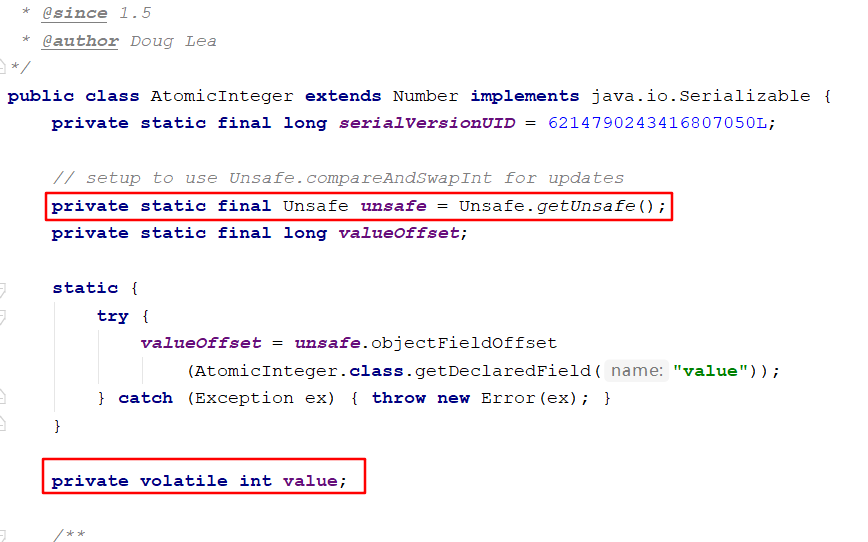 * @since 1.5
* @author Doug Lea
*/
public class AtomicInteger extends Number implements java.io.Serializable {
private static final long serialVersionUID = 6214790243416807050L;
// setup to use Unsafe.compareAndSwapInt for updates
private static final Unsafe unsafe = Unsafe.getUnsafe();
private static final long valueOffset;
static {
try {
valueOffset = unsafe.objectFieldOffset
(AtomicInteger.class.getDeclaredField( name: "value"));
} catch (Exception ex) { throw new Error(ex); }
}
private volatile int value;
/**